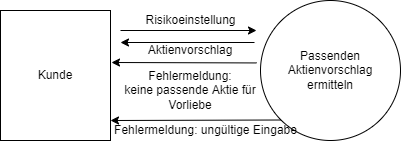 Risikoeinstellung
Aktienvorschlag
Kunde
Fehlermeldung:
keine passende Aktie für
Vorliebe
Fehlermeldung: ungültige Eingabe
Passenden
Aktienvorschlag
ermitteln